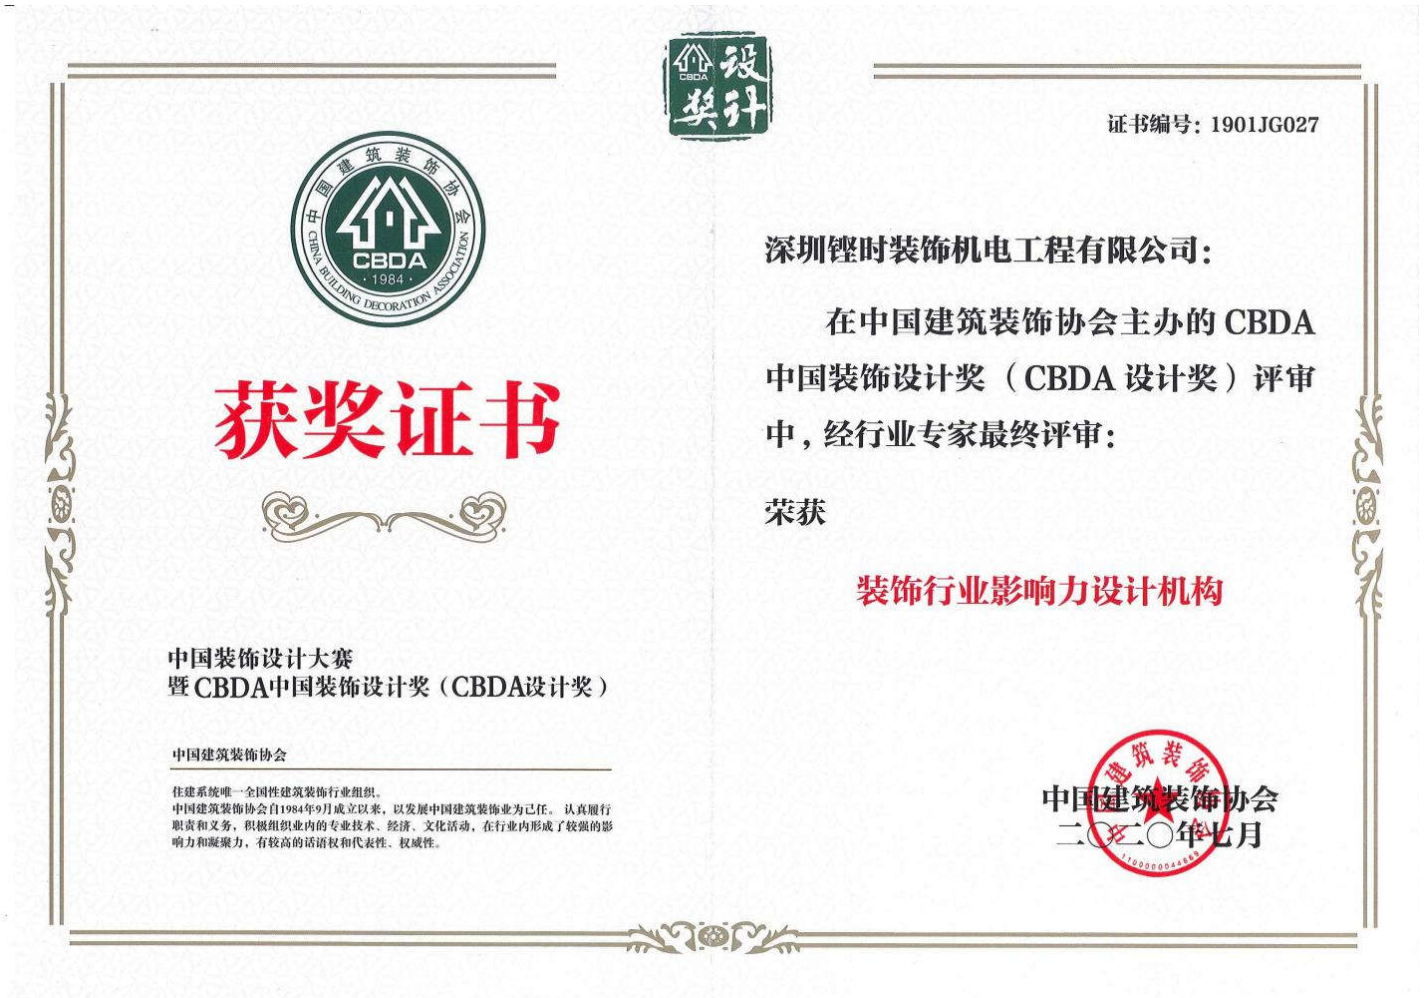 CBDA
设计奖
证书编号：1901JG027
中国建筑装饰协会
CBDA
·1984·
CHINA BUILDING DECORATION ASSOCIATION
获奖证书
中国装饰设计大赛
暨 CBDA中国装饰设计奖（CBDA设计奖）
中国建筑装饰协会
住建系统唯一全国性建筑装饰行业组织。
中国建筑装饰协会自1984年9月成立以来，以发展中国建筑装饰业为己任。 认真履行
职责和义务，积极组织业内的专业技术、经济、文化活动，在行业内形成了较强的影
响力和凝聚力，有较高的话语权和代表性、权威性。
深圳铿时装饰机电工程有限公司：
在中国建筑装饰协会主办的 CBDA
中国装饰设计奖（CBDA 设计奖）评审
中，经行业专家最终评审：
荣获
装饰行业影响力设计机构
中国建筑装饰协会
二〇二〇年七月
中国建筑装饰协会